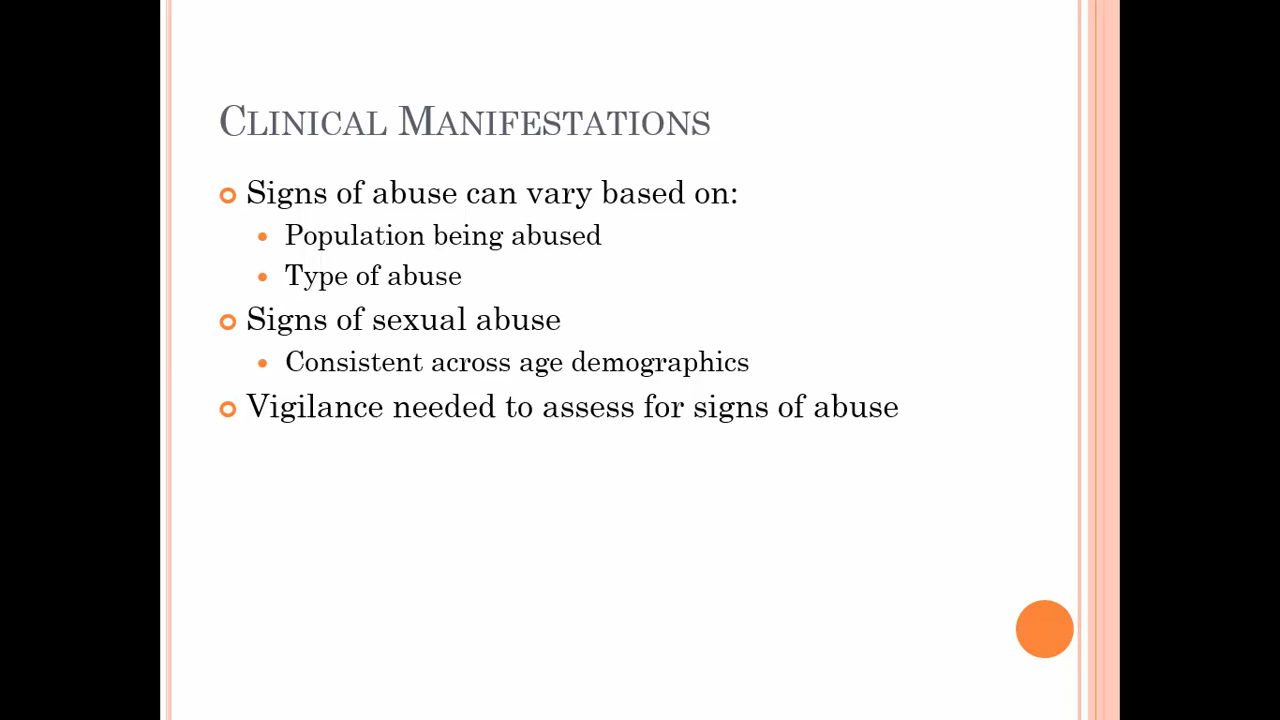 Clinical Manifestations
Signs of abuse can vary based on:
Population being abused
Type of abuse
Signs of sexual abuse
Consistent across age demographics
Vigilance needed to assess for signs of abuse